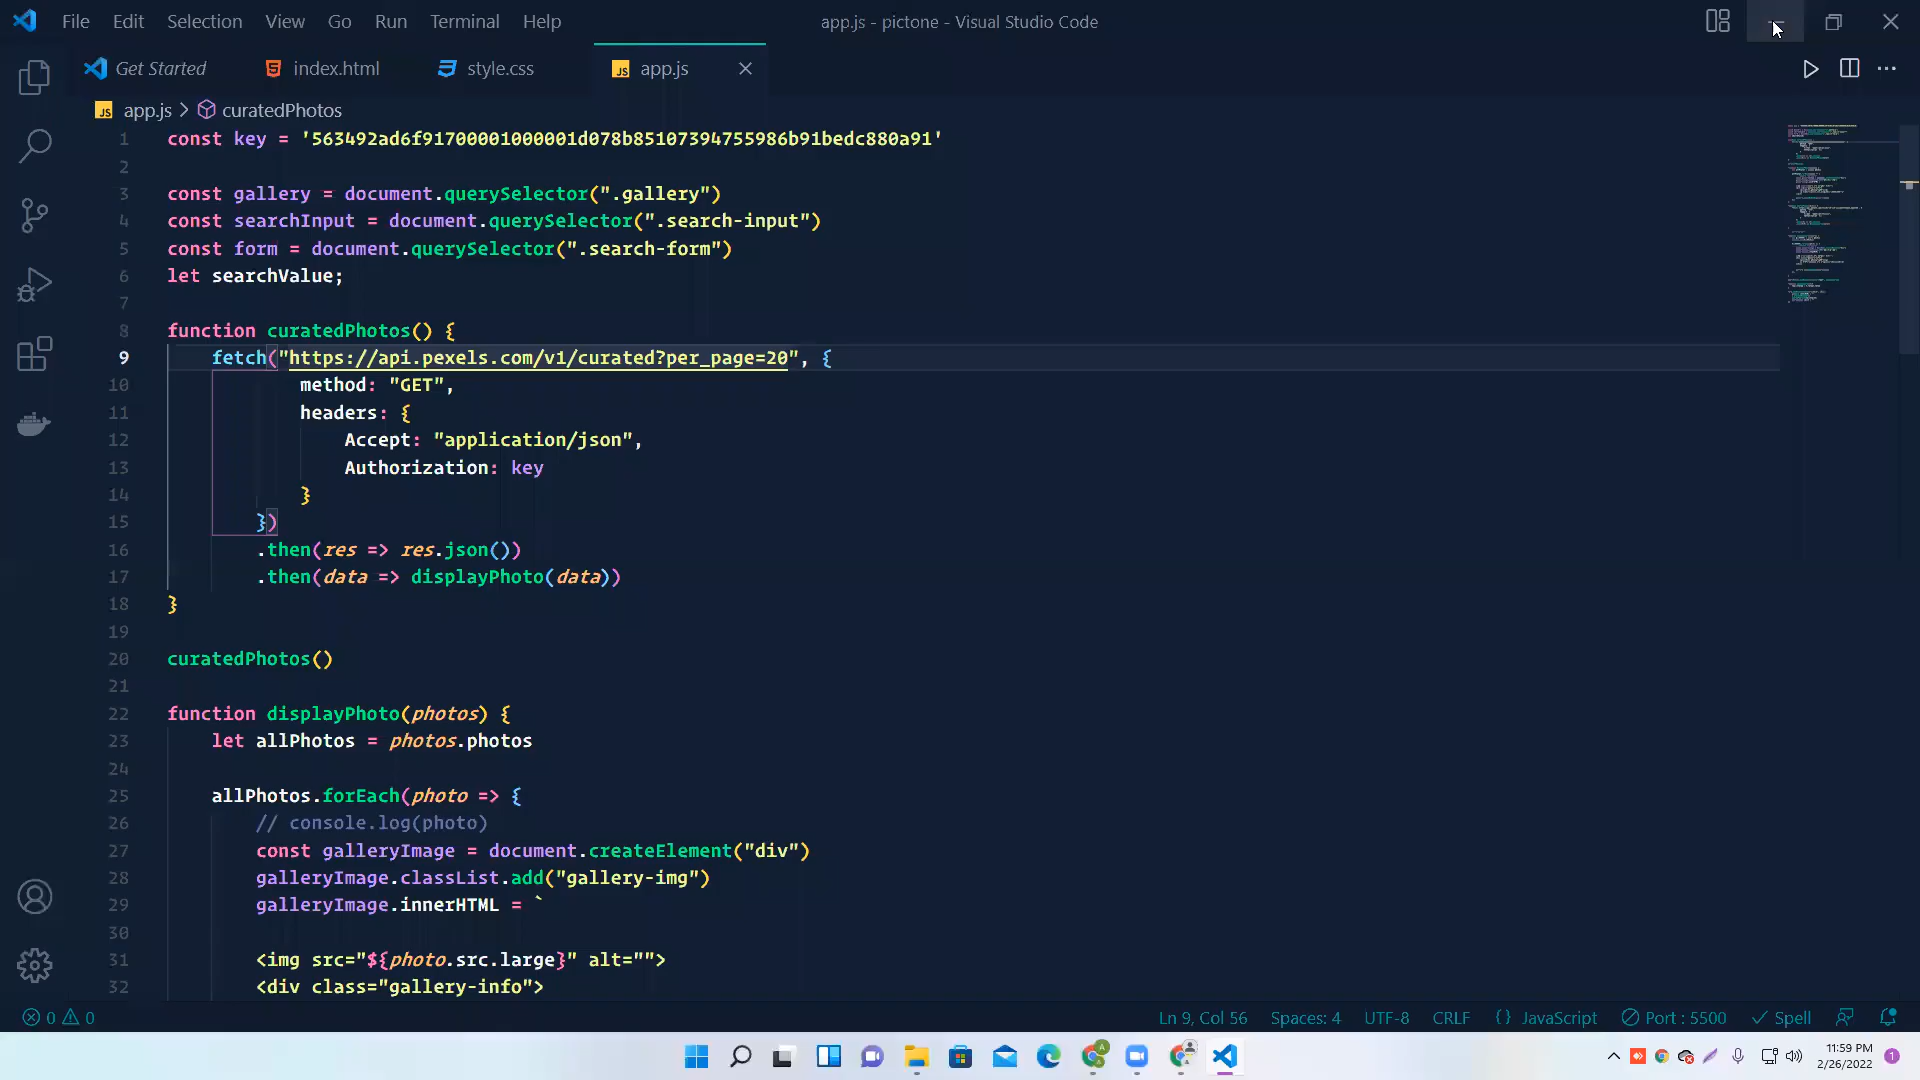 File Edit Selection View Go Run Terminal Help
app.js - pictone - Visual Studio Code
Get Started
index.html
style.css
app.js
app.js > curatedPhotos
1 const key = '563492ad6f91700001000001d078b85107394755986b91bedc880a91'
2
3 const gallery = document.querySelector(".gallery")
4 const searchInput = document.querySelector(".search-input")
5 const form = document.querySelector(".search-form")
6 let searchValue;
7
8 function curatedPhotos() {
9 fetch("https://api.pexels.com/v1/curated?per_page=20", {
10 method: "GET",
11 headers: {
12 Accept: "application/json",
13 Authorization: key
14 }
15 })
16 .then(res => res.json())
17 .then(data => displayPhoto(data))
18 }
19
20 curatedPhotos()
21
22 function displayPhoto(photos) {
23 let allPhotos = photos.photos
24
25 allPhotos.forEach(photo => {
26 // console.log(photo)
27 const galleryImage = document.createElement("div")
28 galleryImage.classList.add("gallery-img")
29 galleryImage.innerHTML = `
30
31 <img src="${photo.src.large}" alt="">
32 <div class="gallery-info">
0 0
Ln 9, Col 56
Spaces: 4
UTF-8
CRLF
{} JavaScript
Port : 5500
Spell
11:59 PM
2/26/2022
1